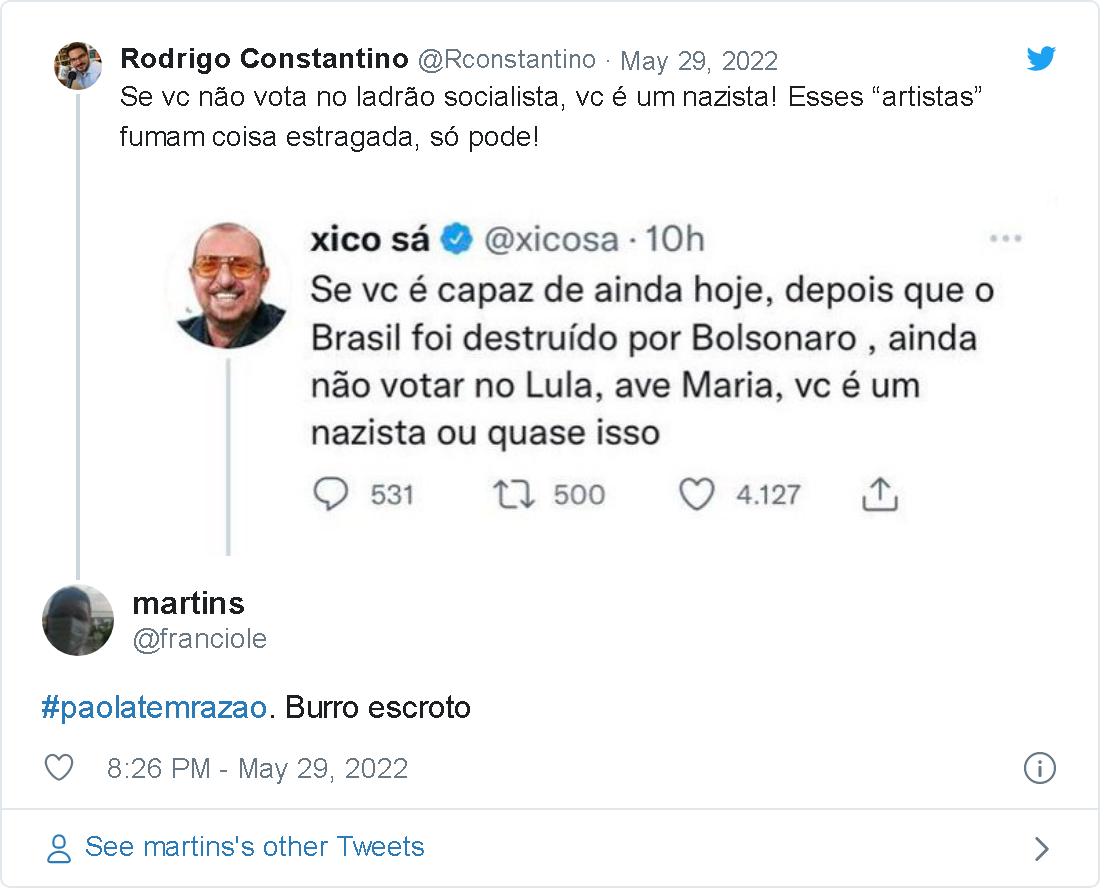 Rodrigo Constantino @Rconstantino · May 29, 2022
Se vc não vota no ladrão socialista, vc é um nazista! Esses “artistas”
fumam coisa estragada, só pode!
xico sá @xicosa · 10h
Se vc é capaz de ainda hoje, depois que o
Brasil foi destruído por Bolsonaro , ainda
não votar no Lula, ave Maria, vc é um
nazista ou quase isso
531 500 4.127
martins
@franciole
#paolatemrazao. Burro escroto
8:26 PM - May 29, 2022
See martins's other Tweets